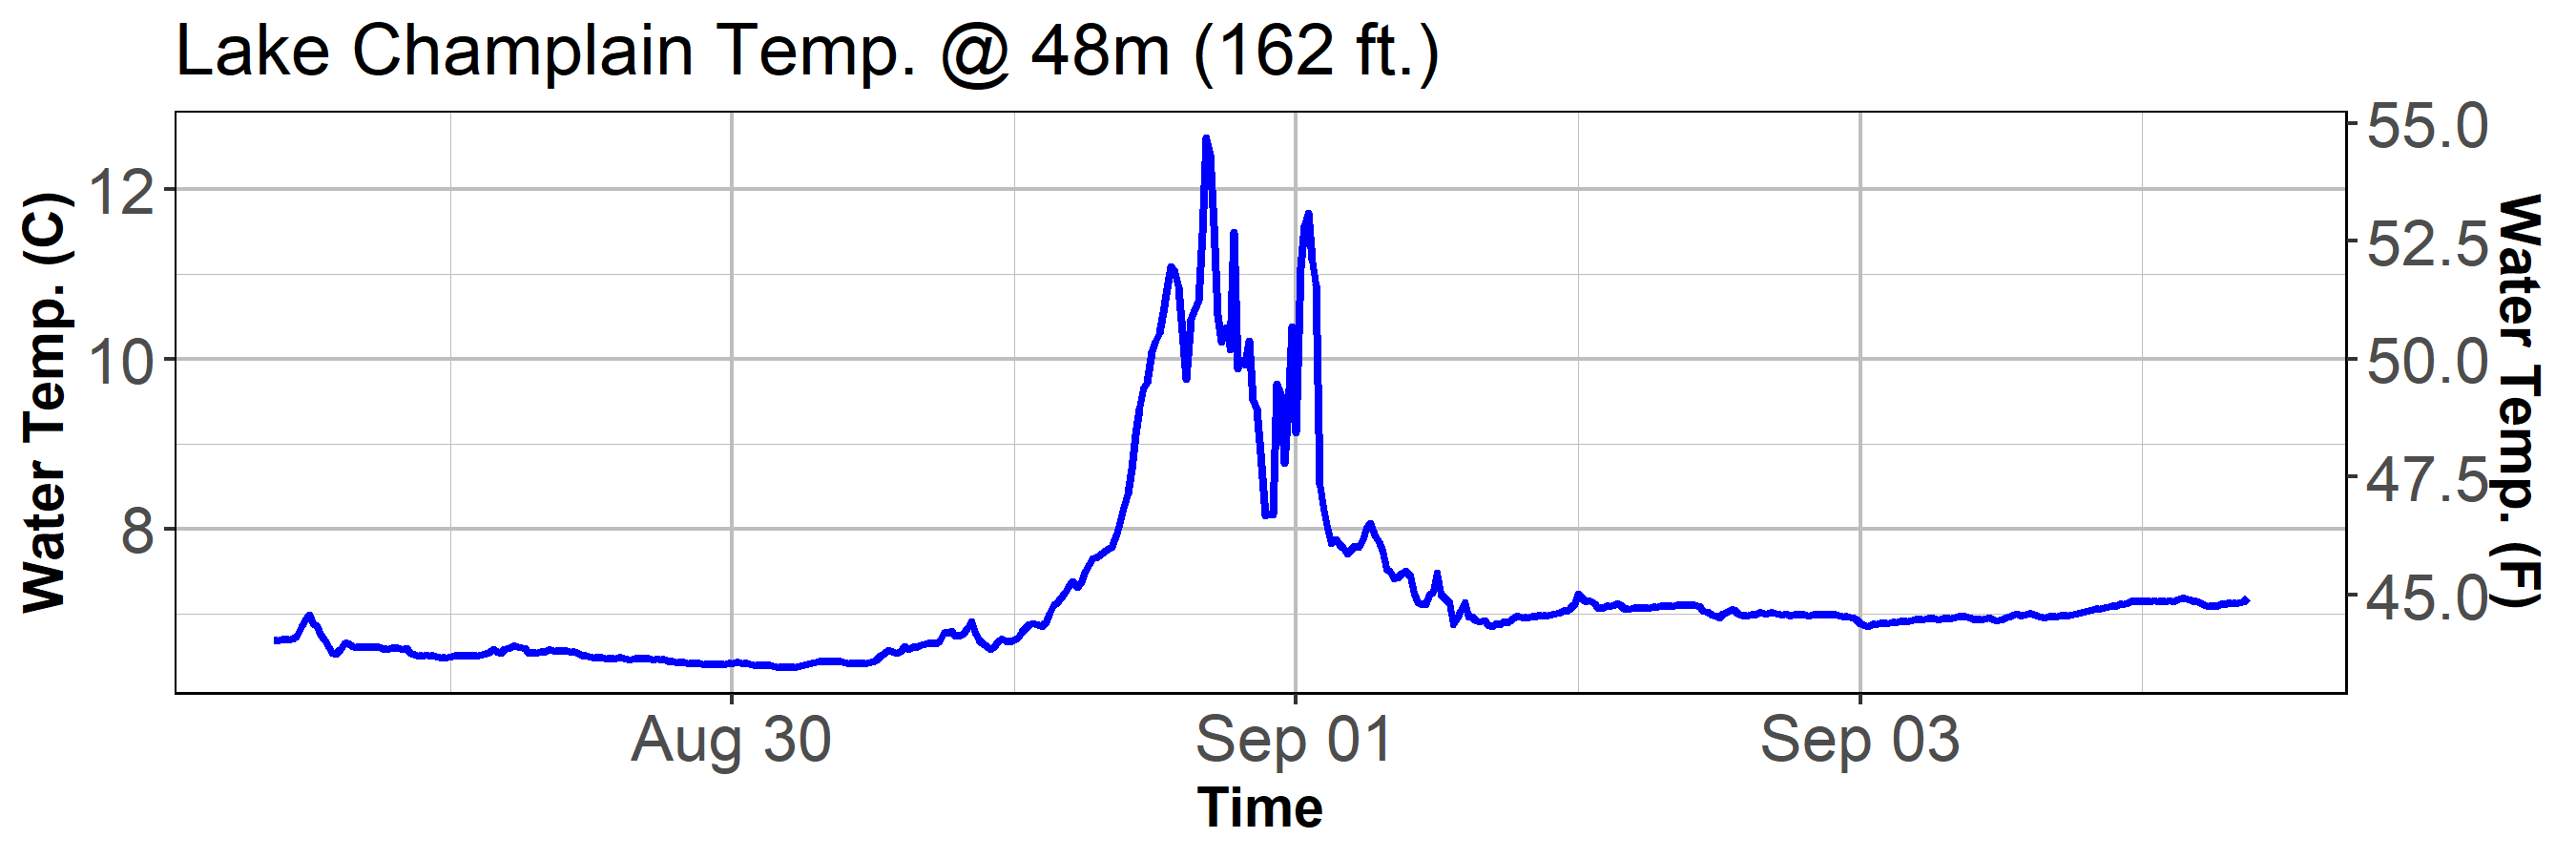 Lake Champlain Temp. @ 48m (162 ft.)
Water Temp. (C)
12
10
8
55.0
52.5
50.0
47.5
45.0
Water Temp. (F)
Aug 30
Sep 01
Sep 03
Time